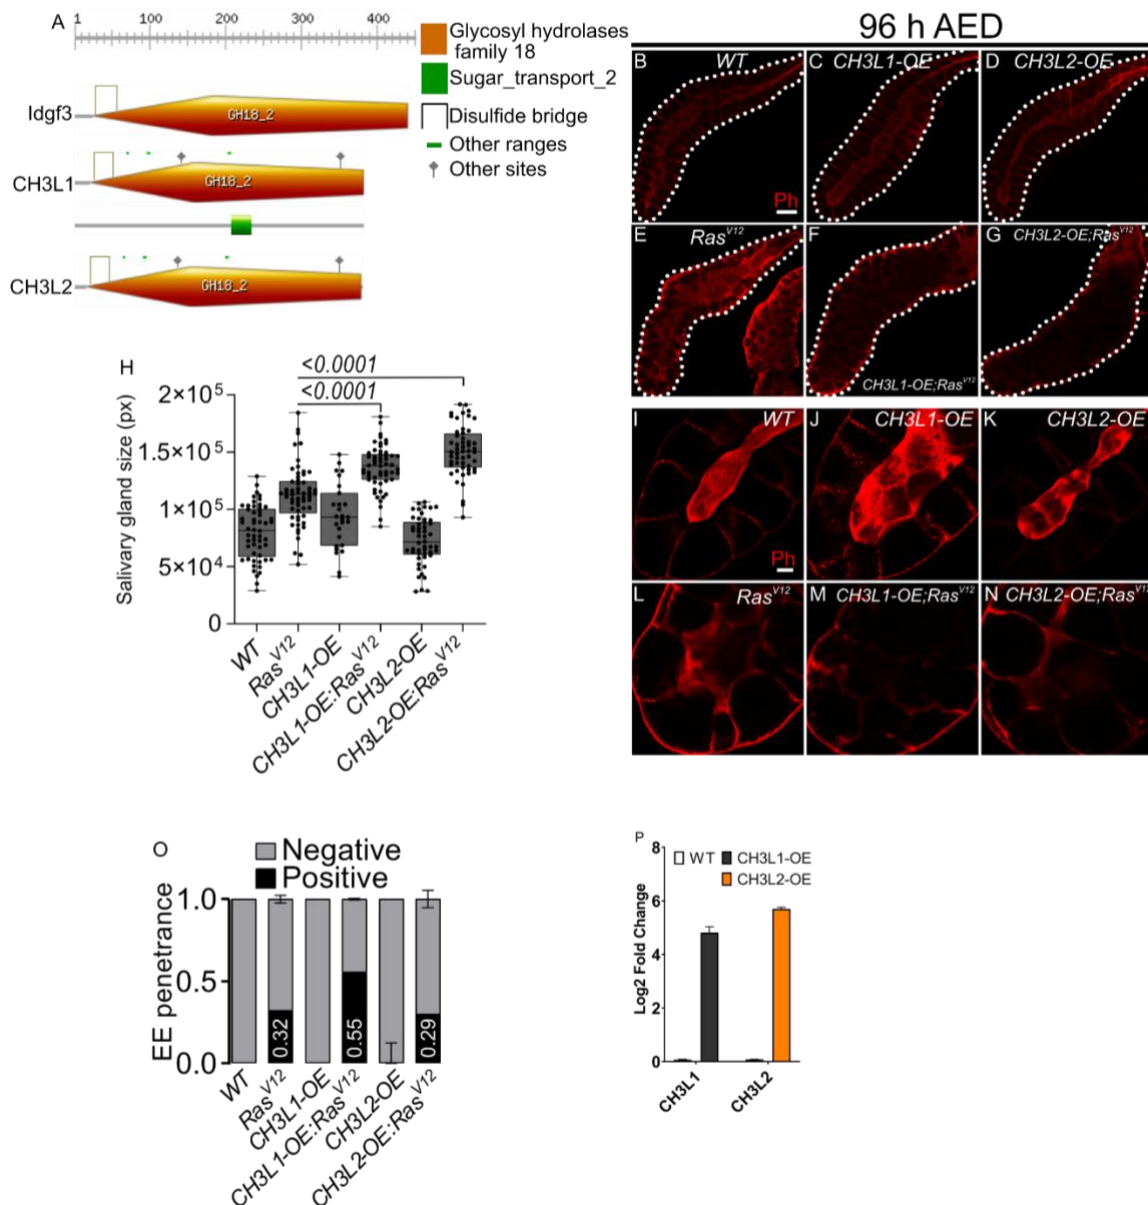 A
1 100 200 300 400
Glycosyl hydrolases
family 18
Sugar_transport_2
Disulfide bridge
Other ranges
Other sites
Idgf3
GH18_2
CH3L1
GH18_2
CH3L2
GH18_2
96 h AED
B WT
Ph
C CH3L1-OE
D CH3L2-OE
E Ras^V12
F
CH3L1-OE;Ras^V12
G CH3L2-OE;Ras^V12
H
<0.0001
<0.0001
Salivary gland size (px)
2×10^5
1.5×10^5
1×10^5
5×10^4
0
WT
Ras^V12
CH3L1-OE
CH3L1-OE:Ras^V12
CH3L2-OE
CH3L2-OE:Ras^V12
I WT
Ph
J CH3L1-OE
K CH3L2-OE
L Ras^V12
M CH3L1-OE;Ras^V12
N CH3L2-OE;Ras^V12
O
Negative
Positive
EE penetrance
1.0
0.5
0.0
0.32
0.55
0.29
WT
Ras^V12
CH3L1-OE
CH3L1-OE:Ras^V12
CH3L2-OE
CH3L2-OE:Ras^V12
P
WT
CH3L1-OE
CH3L2-OE
Log2 Fold Change
8
6
4
2
0
CH3L1
CH3L2